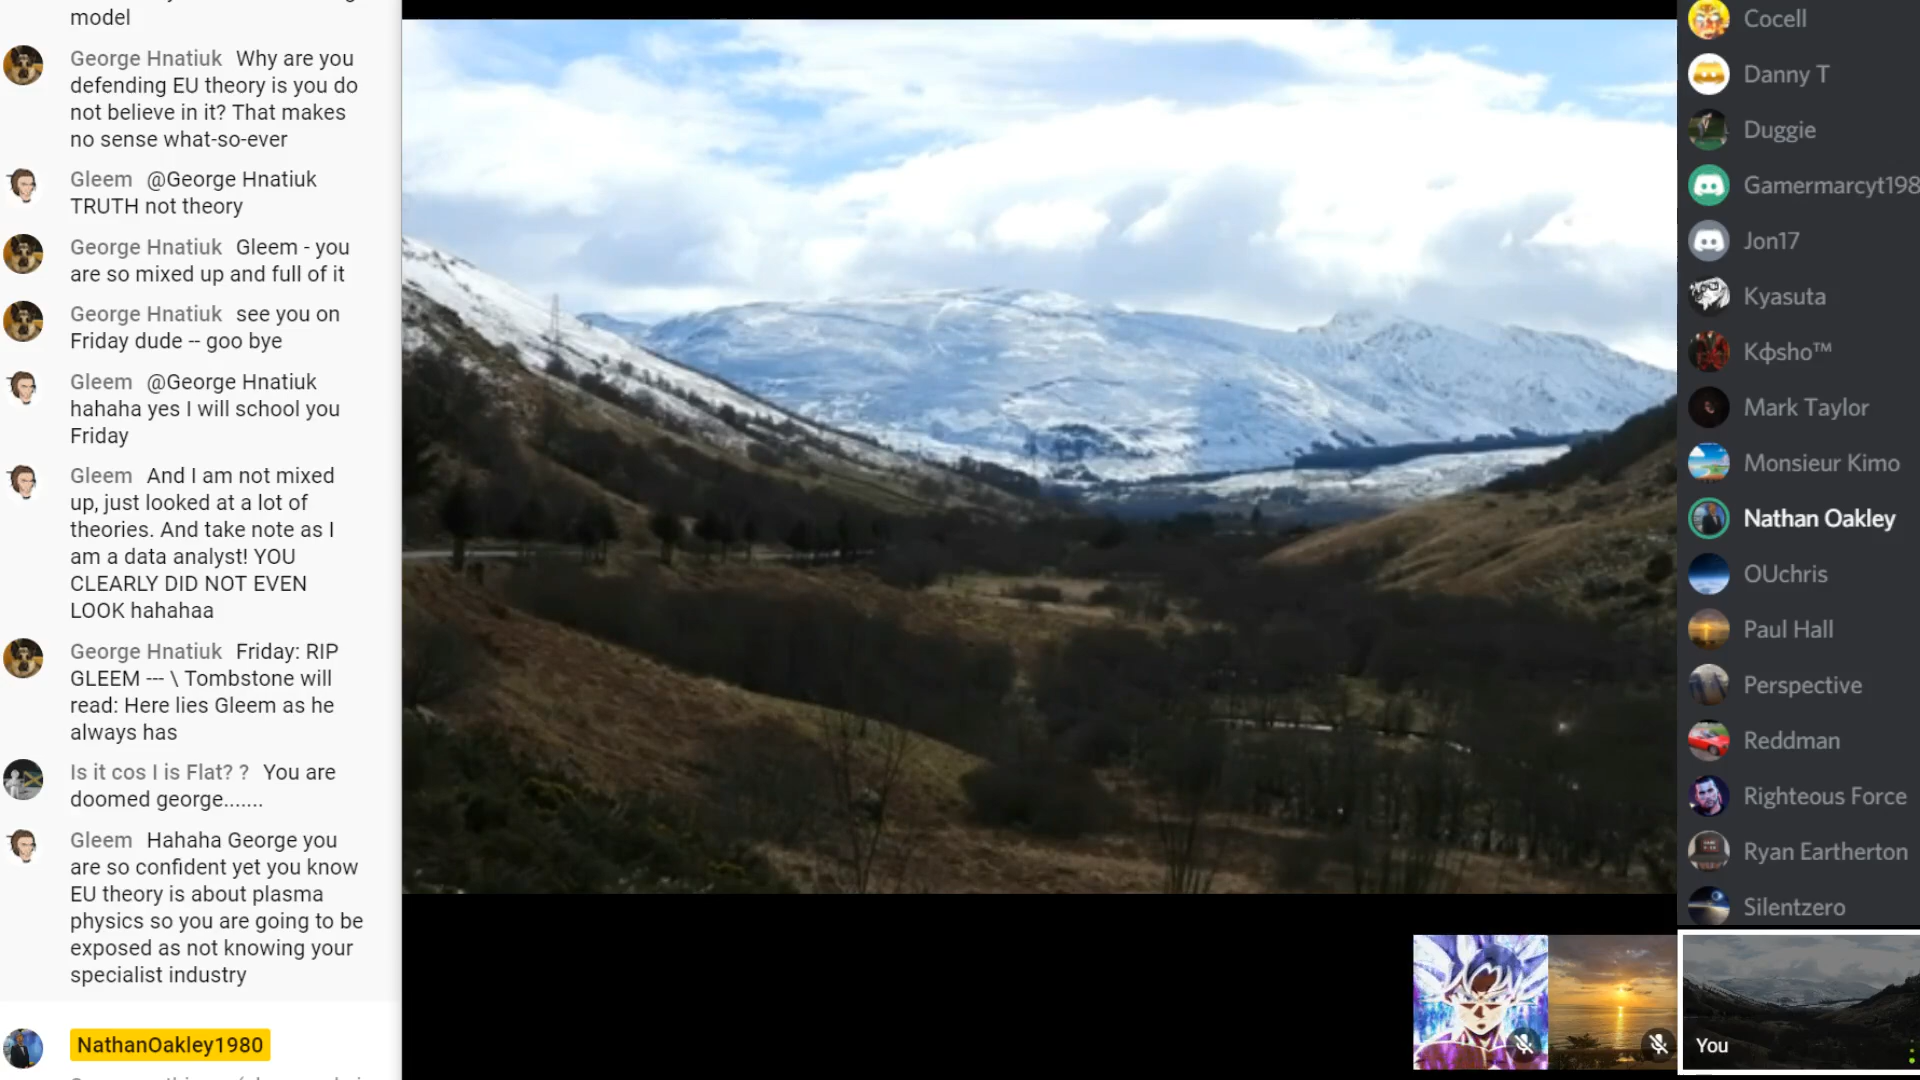 model
George Hnatiuk Why are you
defending EU theory is you do
not believe in it? That makes
no sense what-so-ever
Gleem @George Hnatiuk
TRUTH not theory
George Hnatiuk Gleem - you
are so mixed up and full of it
George Hnatiuk see you on
Friday dude -- goo bye
Gleem @George Hnatiuk
hahaha yes I will school you
Friday
Gleem And I am not mixed
up, just looked at a lot of
theories. And take note as I
am a data analyst! YOU
CLEARLY DID NOT EVEN
LOOK hahahaa
George Hnatiuk Friday: RIP
GLEEM --- \ Tombstone will
read: Here lies Gleem as he
always has
Is it cos I is Flat? ? You are
doomed george.......
Gleem Hahaha George you
are so confident yet you know
EU theory is about plasma
physics so you are going to be
exposed as not knowing your
specialist industry
NathanOakley1980
Cocell
Danny T
Duggie
Gamermarcyt198
Jon17
Kyasuta
Kфsho™
Mark Taylor
Monsieur Kimo
Nathan Oakley
OUchris
Paul Hall
Perspective
Reddman
Righteous Force
Ryan Eartherton
Silentzero
You